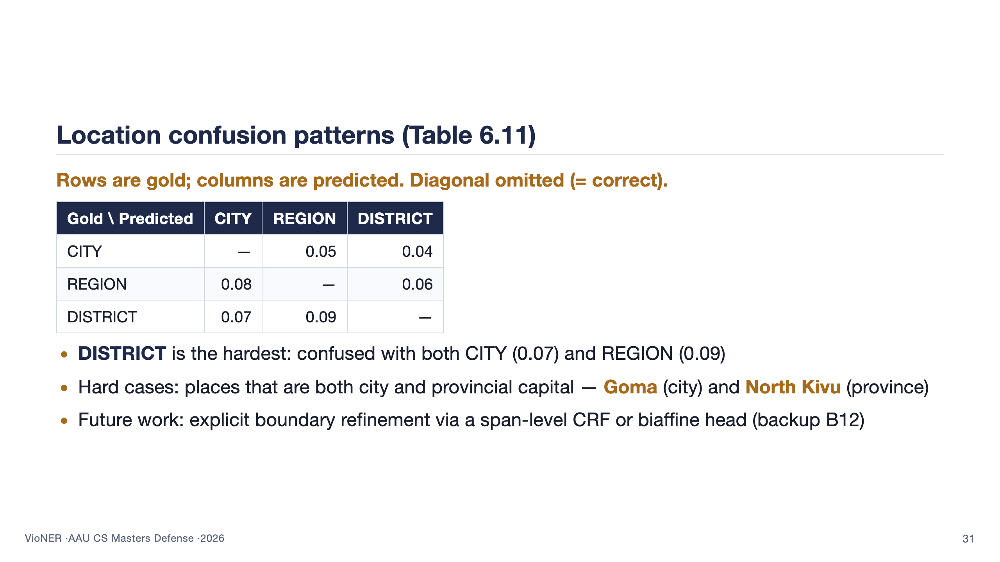 Location confusion patterns (Table 6.11)
Rows are gold; columns are predicted. Diagonal omitted (= correct).
Gold \ Predicted CITY REGION DISTRICT
CITY — 0.05 0.04
REGION 0.08 — 0.06
DISTRICT 0.07 0.09 —
• DISTRICT is the hardest: confused with both CITY (0.07) and REGION (0.09)
• Hard cases: places that are both city and provincial capital — Goma (city) and North Kivu (province)
• Future work: explicit boundary refinement via a span-level CRF or biaffine head (backup B12)
VioNER ·AAU CS Masters Defense ·2026
31